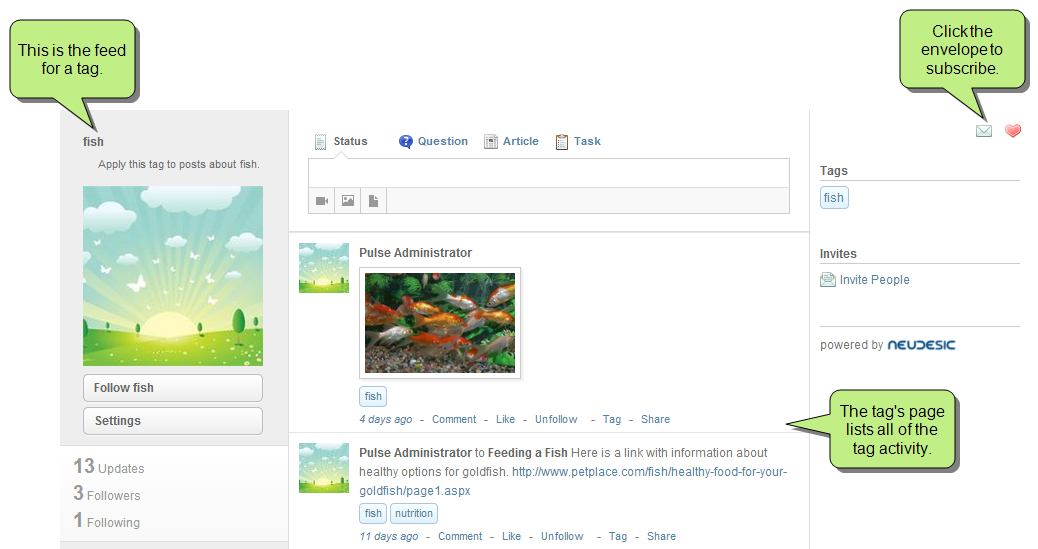 This is the feed
for a tag.
Click the
envelope to
subscribe.
fish
Apply this tag to posts about fish.
Follow fish
Settings
13 Updates
3 Followers
1 Following
Status Question Article Task
Pulse Administrator
fish
4 days ago - Comment - Like - Unfollow - Tag - Share
Pulse Administrator to Feeding a Fish Here is a link with information about
healthy options for goldfish. http://www.petplace.com/fish/healthy-food-for-your-
goldfish/page1.aspx
fish nutrition
11 days ago - Comment - Like - Unfollow - Tag - Share
Tags
fish
Invites
Invite People
powered by NEUDESIC
The tag's page
lists all of the
tag activity.